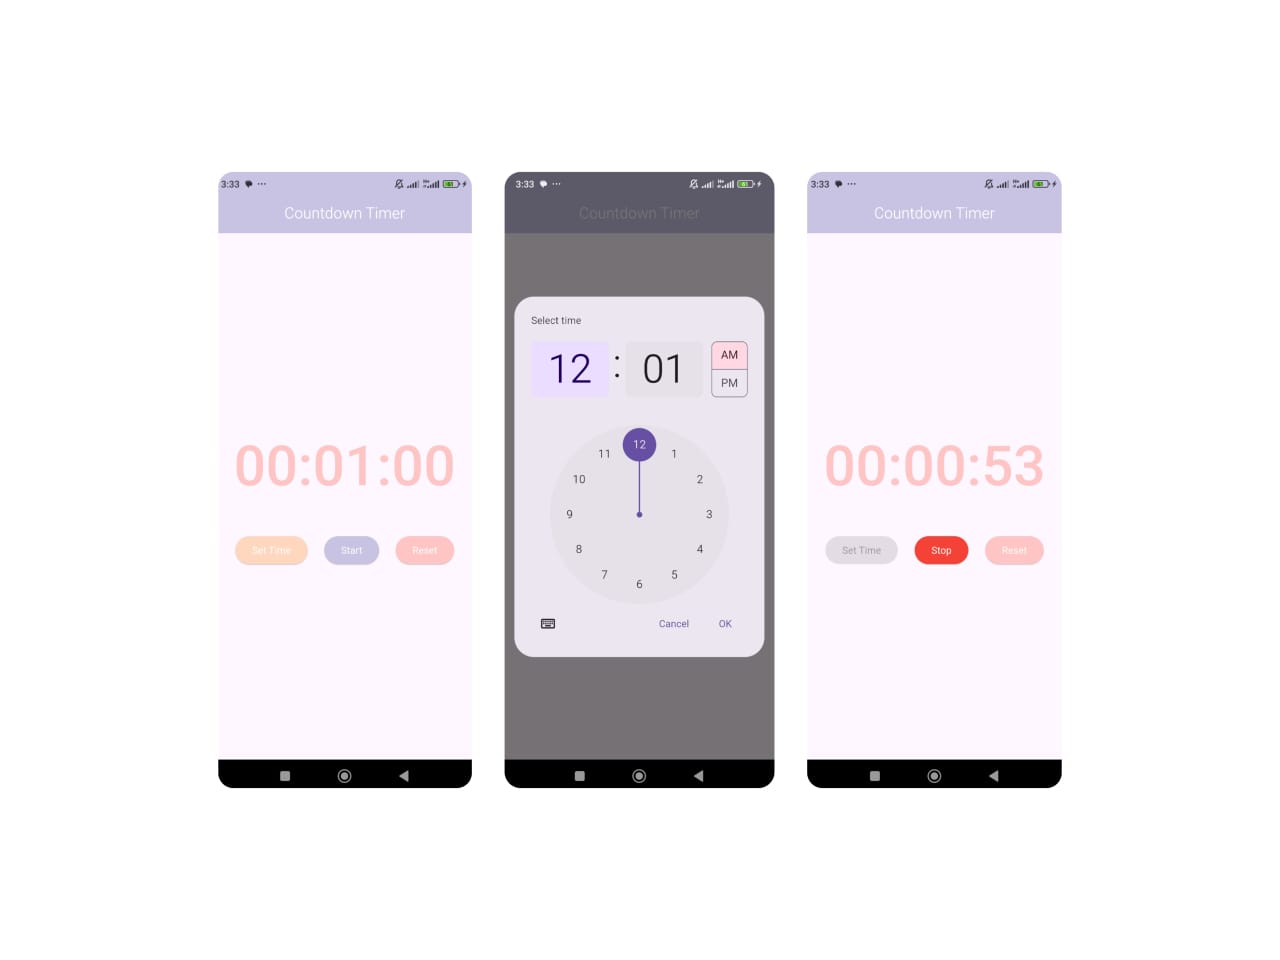 3:33
Countdown Timer
00:01:00
Set Time Start Reset
3:33
Countdown Timer
Select time
12 : 01 AM
PM
12
11 1
10 2
9 3
8 4
7 5
6
Cancel OK
3:33
Countdown Timer
00:00:53
Set Time Stop Reset